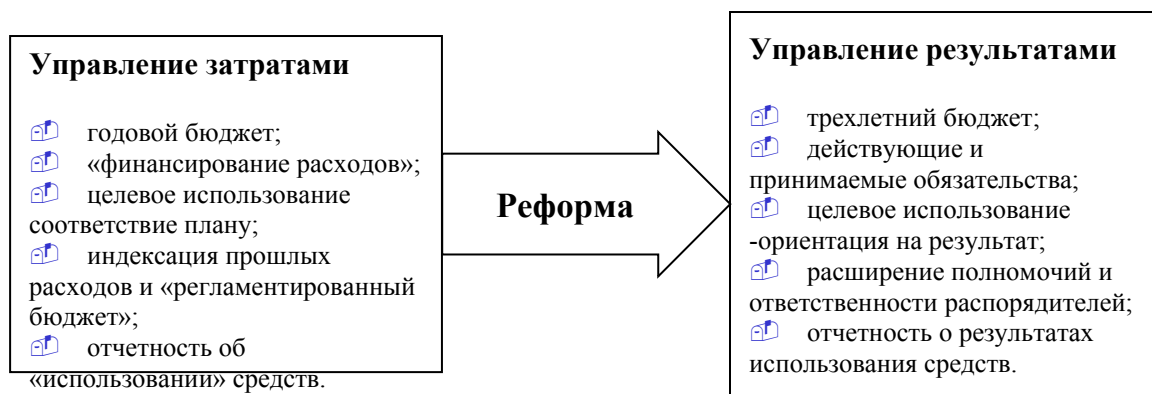 Управление затратами
годовой бюджет;
«финансирование расходов»;
целевое использование
соответствие плану;
индексация прошлых
расходов и «регламентированный
бюджет»;
отчетность об
«использовании» средств.
Реформа
Управление результатами
трехлетний бюджет;
действующие и
принимаемые обязательства;
целевое использование
-ориентация на результат;
расширение полномочий и
ответственности распорядителей;
отчетность о результатах
использования средств.